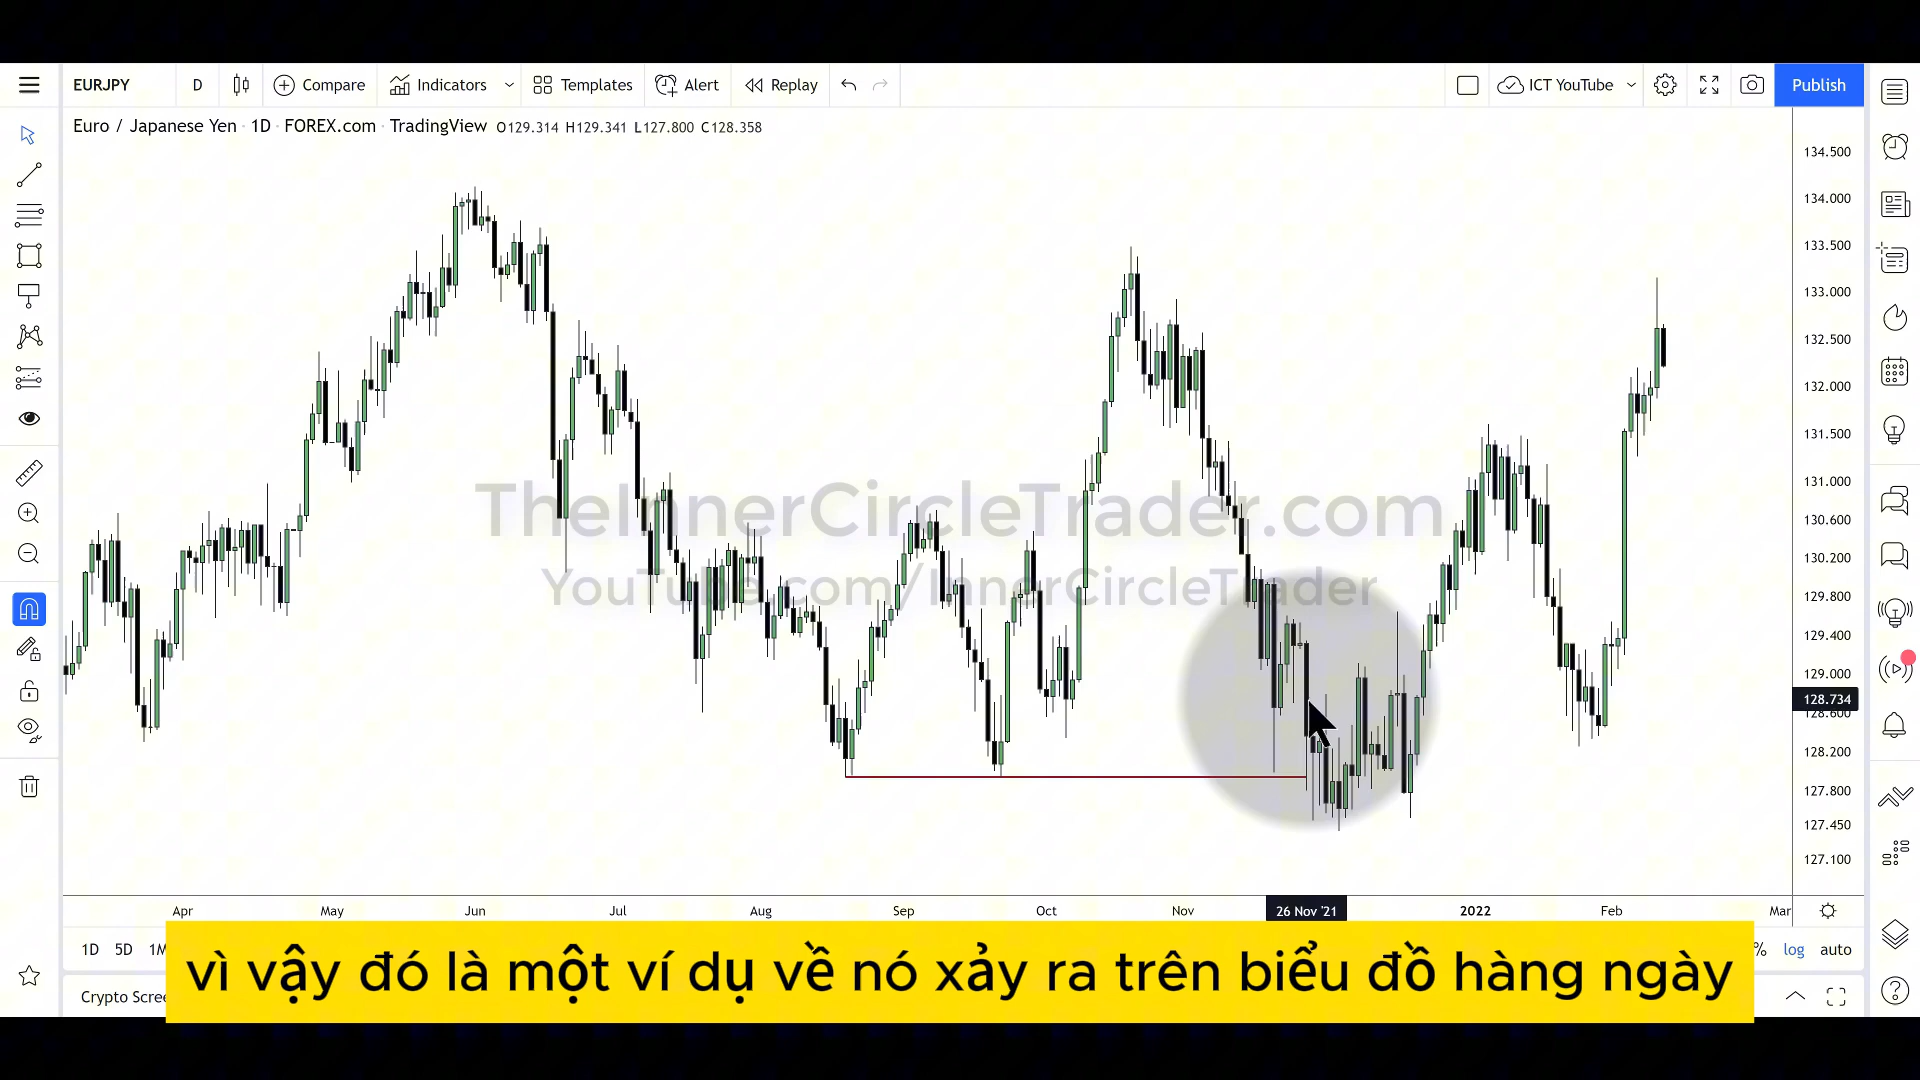 EURJPY D Compare Indicators Templates Alert Replay ICT YouTube Publish
Euro / Japanese Yen · 1D · FOREX.com · TradingView O129.314 H129.341 L127.800 C128.358
134.500
134.000
133.500
133.000
132.500
132.000
131.500
131.000
130.600
130.200
129.800
129.400
129.000
128.734
128.600
128.200
127.800
127.450
127.100
TheInnerCircleTrader.com
YouTube.com/InnerCircleTrader
Apr May Jun Jul Aug Sep Oct Nov 26 Nov '21 2022 Feb Mar
1D 5D 1M % log auto
vì vậy đó là một ví dụ về nó xảy ra trên biểu đồ hàng ngày
Crypto Scre